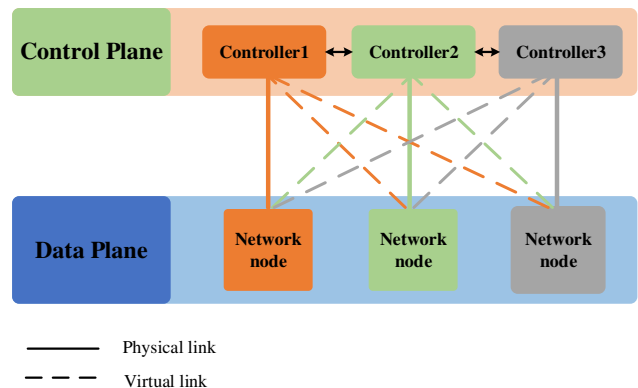 Control Plane
Controller1
Controller2
Controller3
Data Plane
Network
node
Network
node
Network
node
Physical link
Virtual link